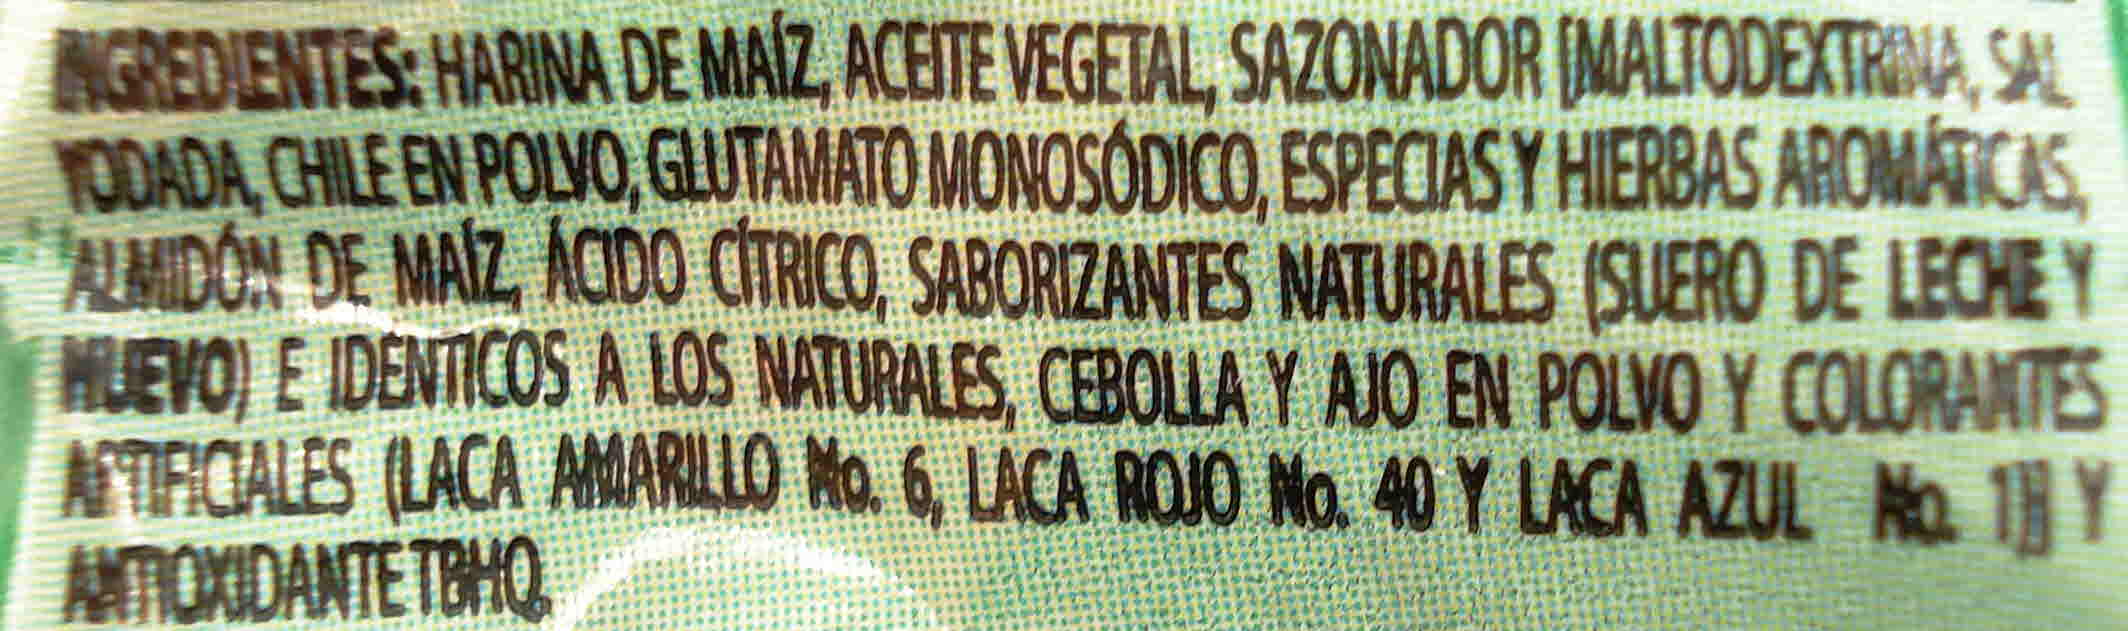 INGREDIENTES: HARINA DE MAÍZ, ACEITE VEGETAL, SAZONADOR [MALTODEXTRINA, SAL
YODADA, CHILE EN POLVO, GLUTAMATO MONOSÓDICO, ESPECIAS Y HIERBAS AROMÁTICAS,
ALMIDÓN DE MAÍZ, ÁCIDO CÍTRICO, SABORIZANTES NATURALES (SUERO DE LECHE Y
HUEVO) E IDENTICOS A LOS NATURALES, CEBOLLA Y AJO EN POLVO Y COLORANTES
ARTIFICIALES (LACA AMARILLO No. 6, LACA ROJO No. 40 Y LACA AZUL No. 1)] Y
ANTIOXIDANTE TBHQ.